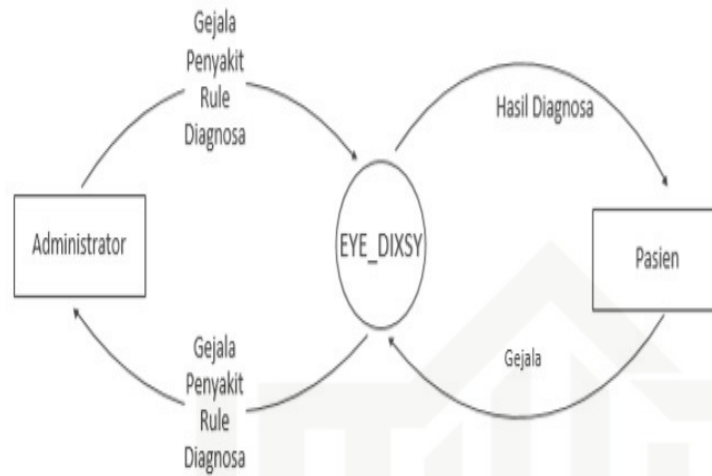 Gejala
Penyakit
Rule
Diagnosa
Hasil Diagnosa
Administrator
EYE_DIXSY
Pasien
Gejala
Penyakit
Rule
Diagnosa
Gejala